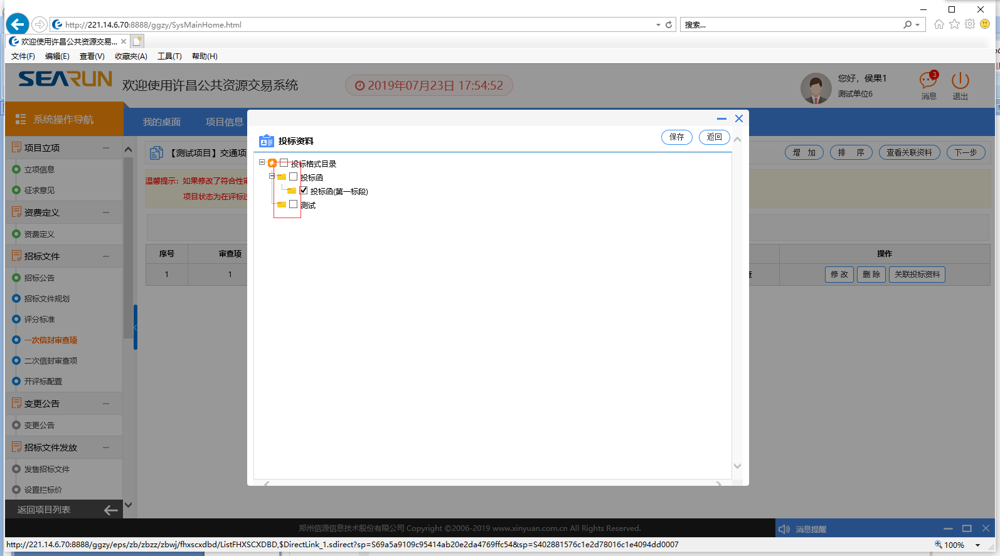 http://221.14.6.70:8888/ggzy/SysMainHome.html
搜索...
欢迎使用许昌公共资源交易...
文件(F) 编辑(E) 查看(V) 收藏夹(A) 工具(T) 帮助(H)
SEARUN 欢迎使用许昌公共资源交易系统
2019年07月23日 17:54:52
您好，侯果1
测试单位6
3
消息
退出
系统操作导航
我的桌面
项目信息
项目立项
立项信息
征求意见
资费定义
资费定义
招标文件
招标公告
招标文件规划
评分标准
一次信封审查项
二次信封审查项
开评标配置
变更公告
变更公告
招标文件发放
发售招标文件
设置拦标价
返回项目列表
【测试项目】交通项
增 加
排 序
查看关联资料
下一步
温馨提示：如果修改了符合性审
项目状态为在评标过
序号 审查项 操作
1 1 修 改 删 除 关联投标资料
投标资料
保存
返回
投标格式目录
投标函
投标函(第一标段)
测试
郑州信源信息技术股份有限公司 Copyright ©2006-2019 www.xinyuan.com.cn All Rights Reserved.
消息提醒
http://221.14.6.70:8888/ggzy/eps/zb/zbzz/zbwj/fhxscxdbd/ListFHXSCXDBD,$DirectLink_1.sdirect?sp=S69a5a9109c95414ab20e2da4769ffc54&sp=S402881576c1e2d78016c1e4094dd0007
100%